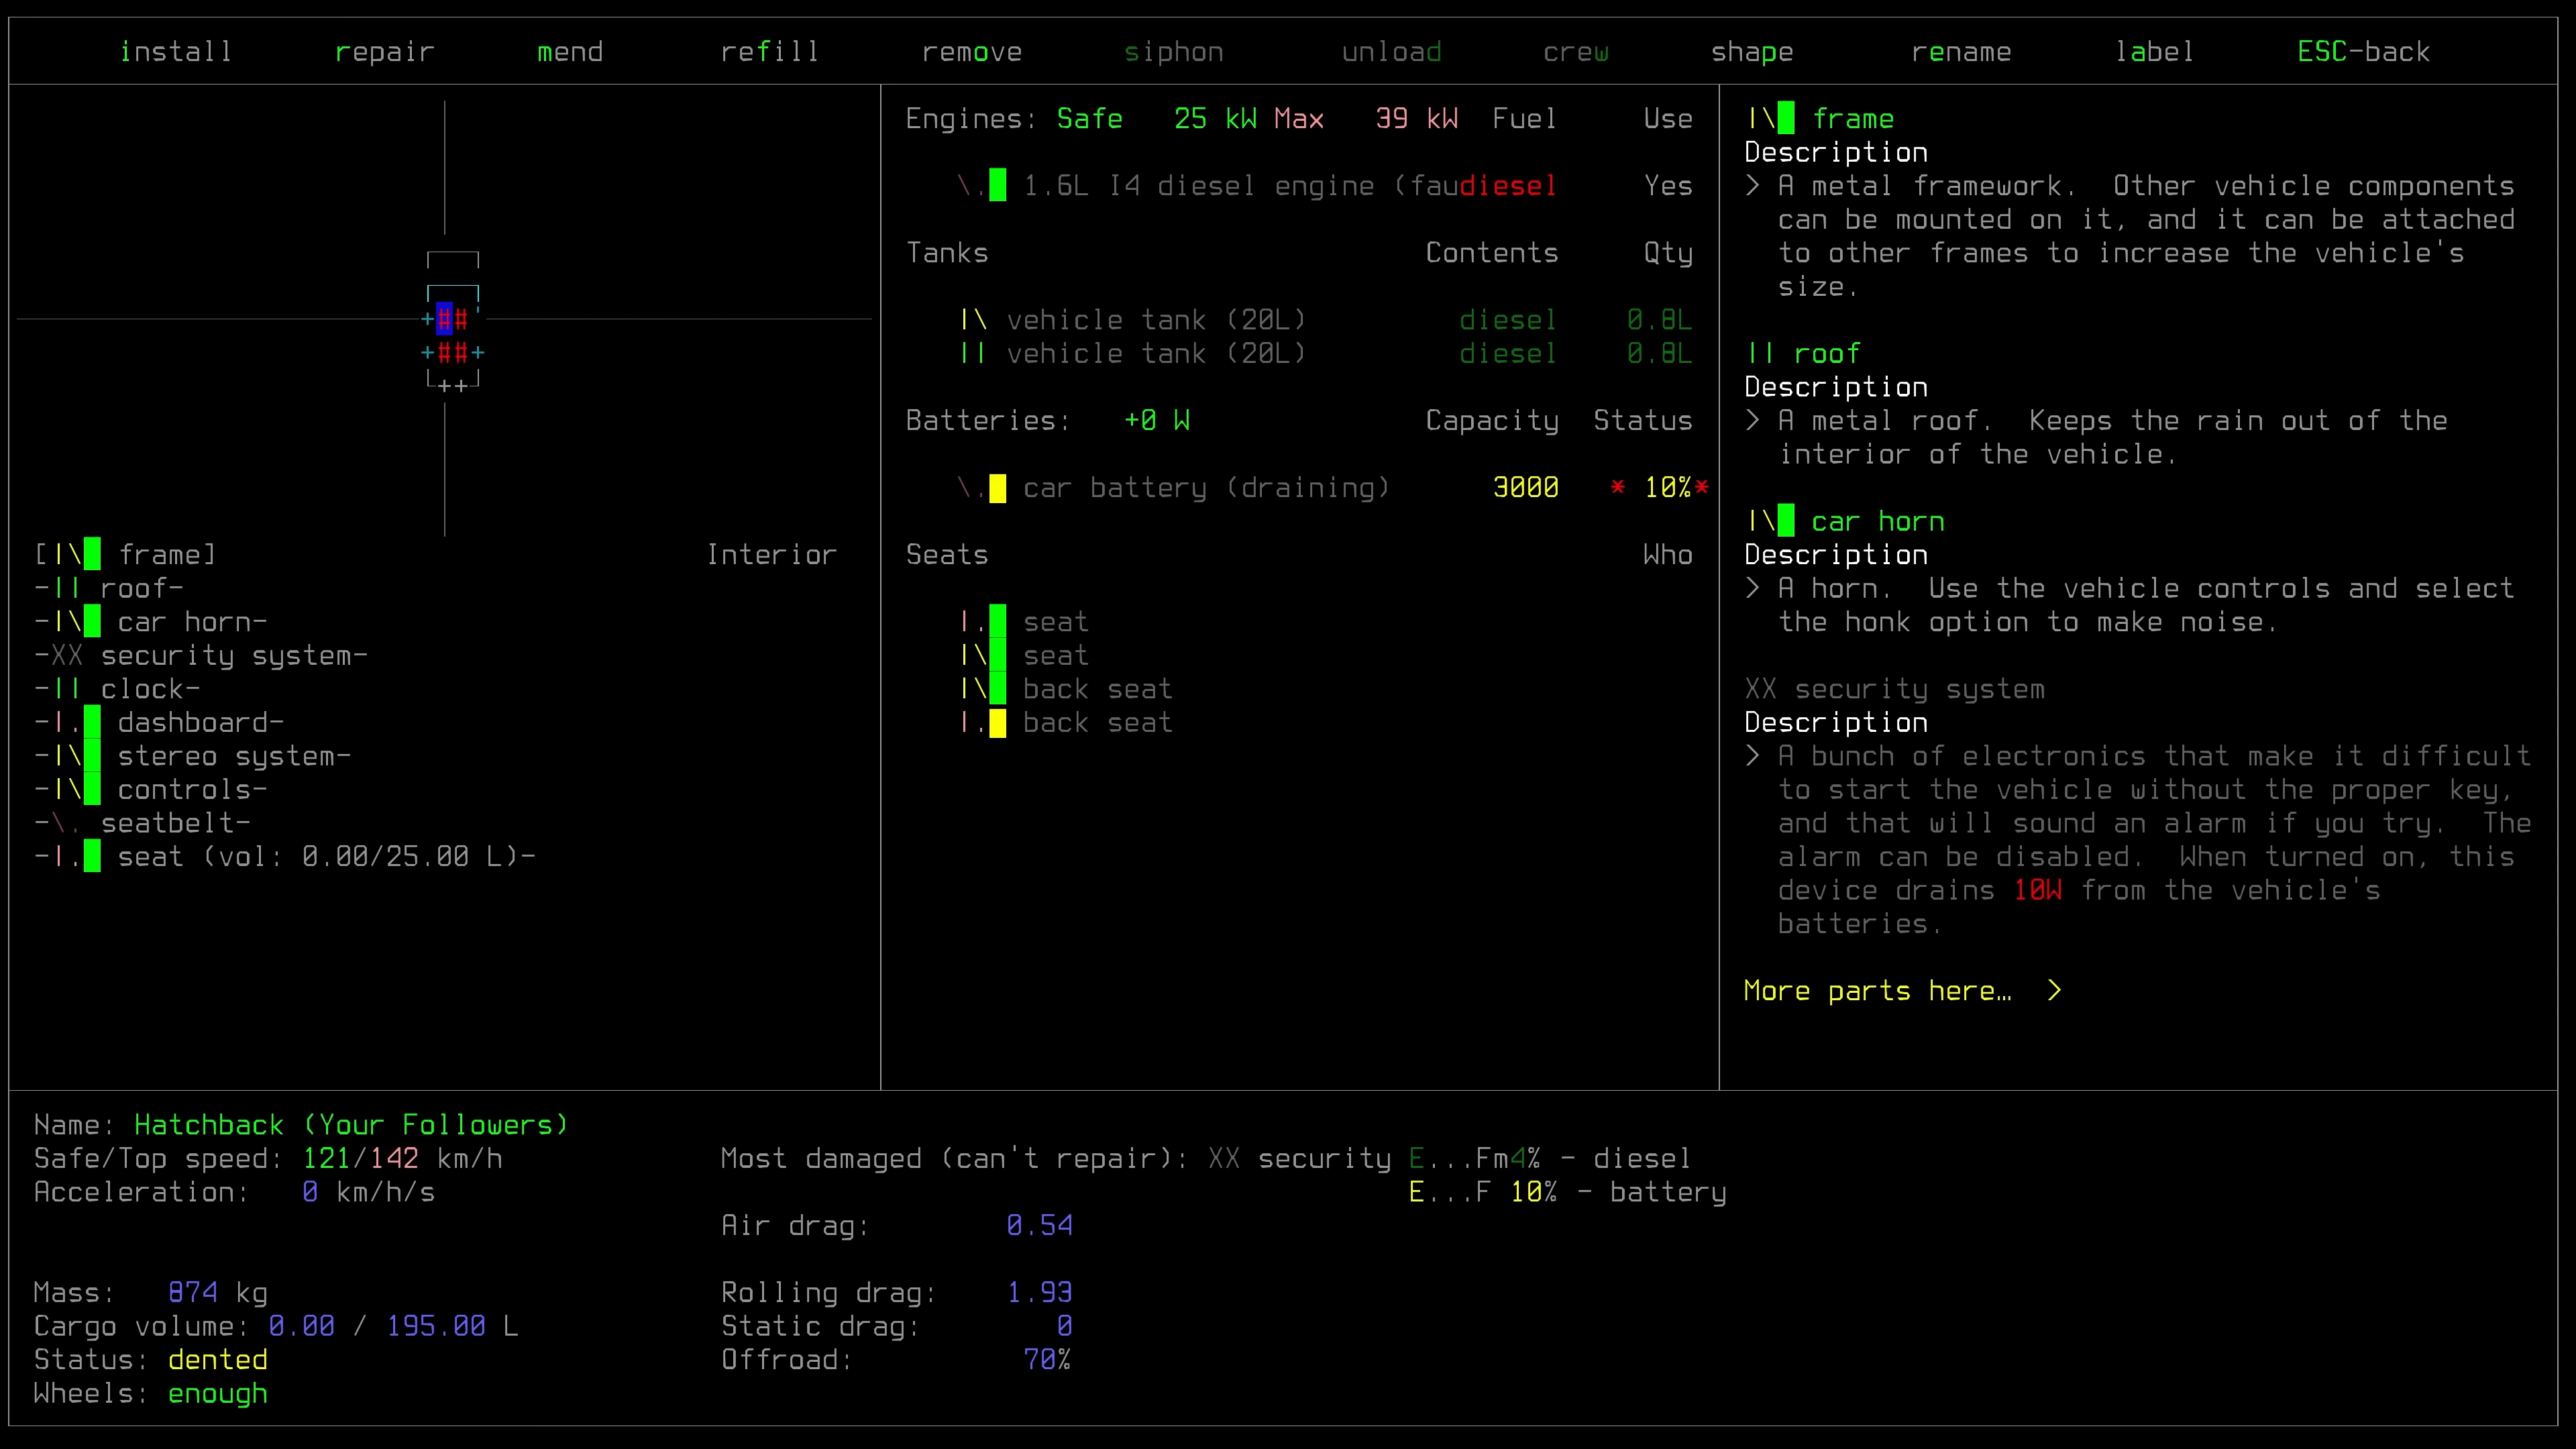 install repair mend refill remove siphon unload crew shape rename label ESC-back
+## '
+##+
++
[|\ frame] Interior
-|| roof-
-|\ car horn-
-XX security system-
-|| clock-
-|. dashboard-
-|\ stereo system-
-|\ controls-
-\. seatbelt-
-|. seat (vol: 0.00/25.00 L)-
Engines: Safe 25 kW Max 39 kW Fuel Use
\. 1.6L I4 diesel engine (faudiesel Yes
Tanks Contents Qty
|\ vehicle tank (20L) diesel 0.8L
|| vehicle tank (20L) diesel 0.8L
Batteries: +0 W Capacity Status
\. car battery (draining) 3000 * 10%*
Seats Who
|. seat
|\ seat
|\ back seat
|. back seat
|\ frame
Description
> A metal framework. Other vehicle components
can be mounted on it, and it can be attached
to other frames to increase the vehicle's
size.
|| roof
Description
> A metal roof. Keeps the rain out of the
interior of the vehicle.
|\ car horn
Description
> A horn. Use the vehicle controls and select
the honk option to make noise.
XX security system
Description
> A bunch of electronics that make it difficult
to start the vehicle without the proper key,
and that will sound an alarm if you try. The
alarm can be disabled. When turned on, this
device drains 10W from the vehicle's
batteries.
More parts here… >
Name: Hatchback (Your Followers)
Safe/Top speed: 121/142 km/h
Acceleration: 0 km/h/s
Mass: 874 kg
Cargo volume: 0.00 / 195.00 L
Status: dented
Wheels: enough
Most damaged (can't repair): XX security
Air drag: 0.54
Rolling drag: 1.93
Static drag: 0
Offroad: 70%
E...Fm4% - diesel
E...F 10% - battery